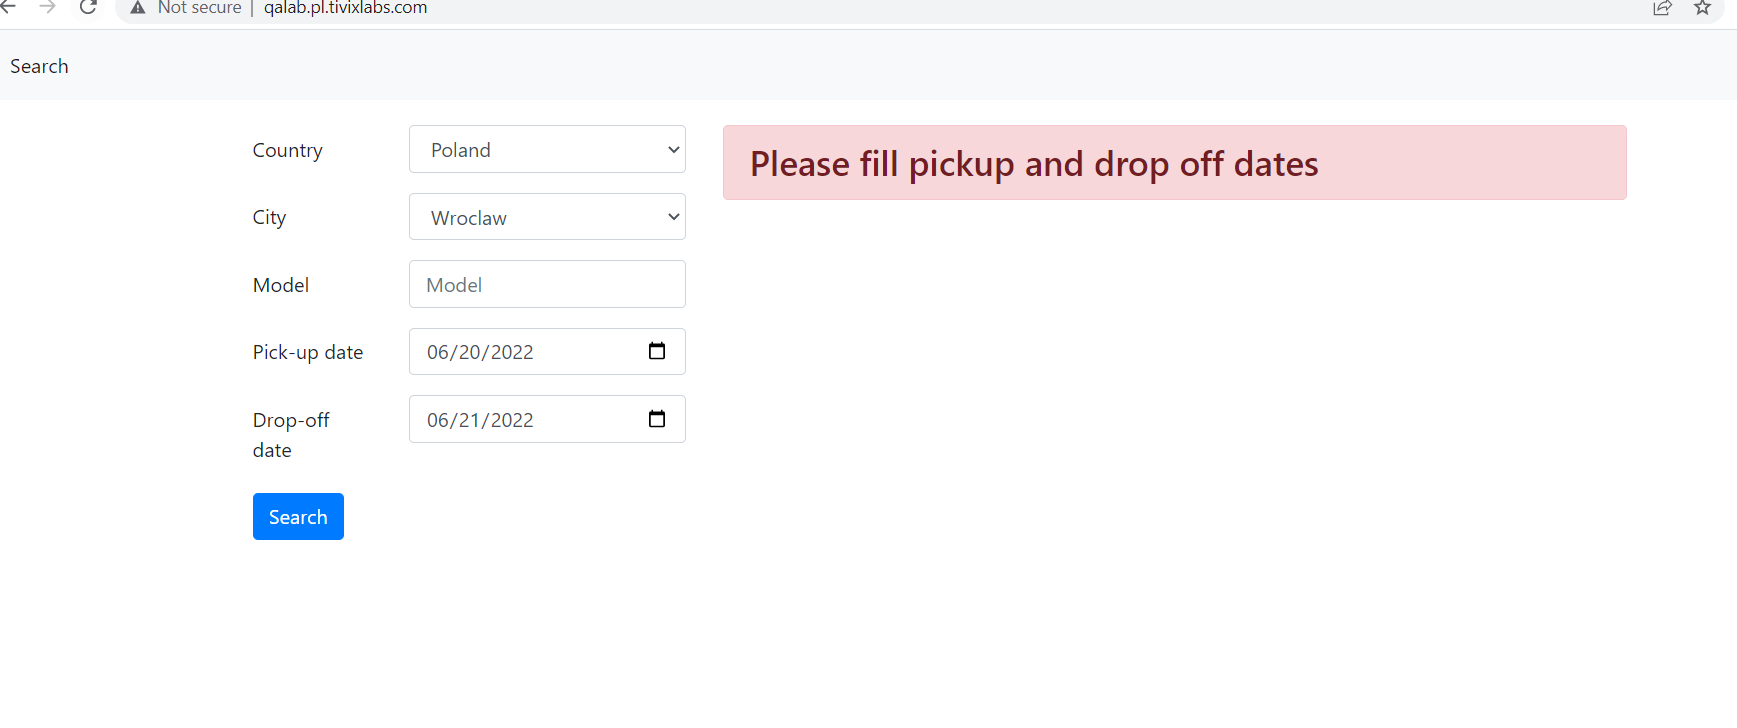 Not secure | qalab.pl.tivixlabs.com
Search
Country
Poland
Please fill pickup and drop off dates
City
Wroclaw
Model
Model
Pick-up date
06/20/2022
Drop-off
date
06/21/2022
Search